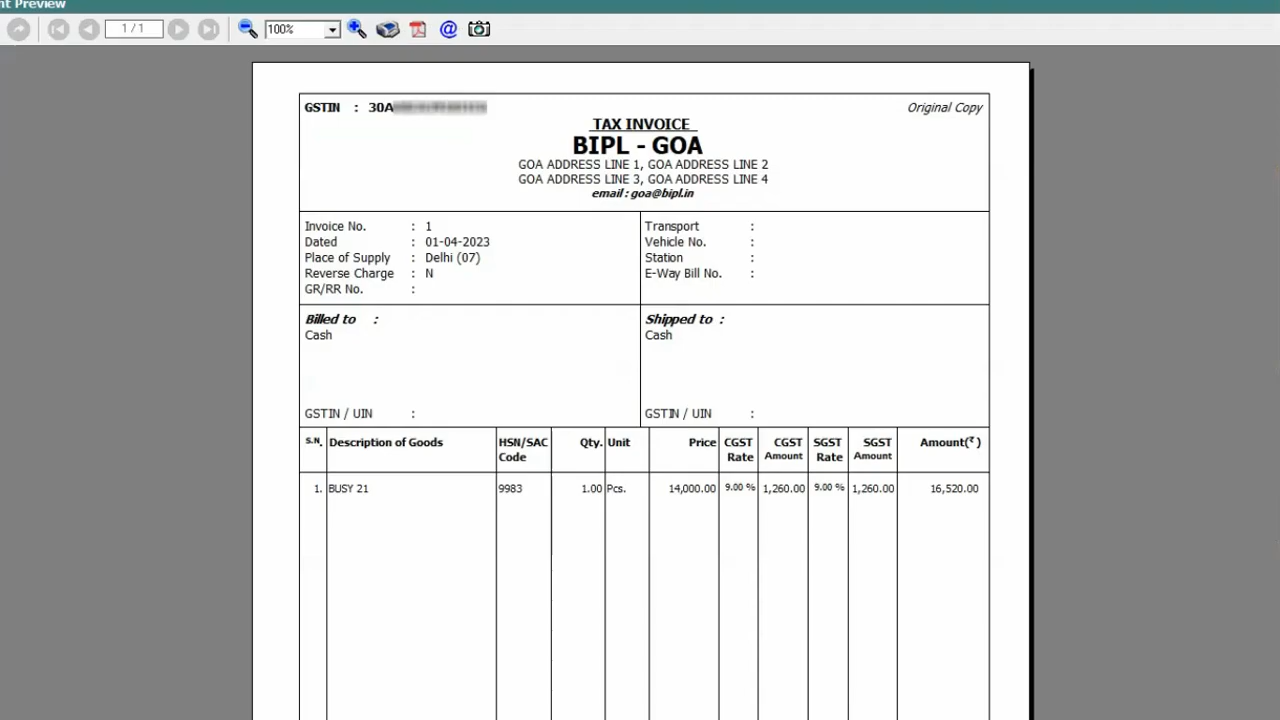 nt Preview
1 / 1
100%
GSTIN : 30A
Original Copy
TAX INVOICE
BIPL - GOA
GOA ADDRESS LINE 1, GOA ADDRESS LINE 2
GOA ADDRESS LINE 3, GOA ADDRESS LINE 4
email : goa@bipl.in
Invoice No. : 1
Dated : 01-04-2023
Place of Supply : Delhi (07)
Reverse Charge : N
GR/RR No. :
Transport :
Vehicle No. :
Station :
E-Way Bill No. :
Billed to :
Cash
GSTIN / UIN :
Shipped to :
Cash
GSTIN / UIN :
S.N. Description of Goods HSN/SAC Code Qty. Unit Price CGST Rate CGST Amount SGST Rate SGST Amount Amount(₹)
1. BUSY 21 9983 1.00 Pcs. 14,000.00 9.00 % 1,260.00 9.00 % 1,260.00 16,520.00